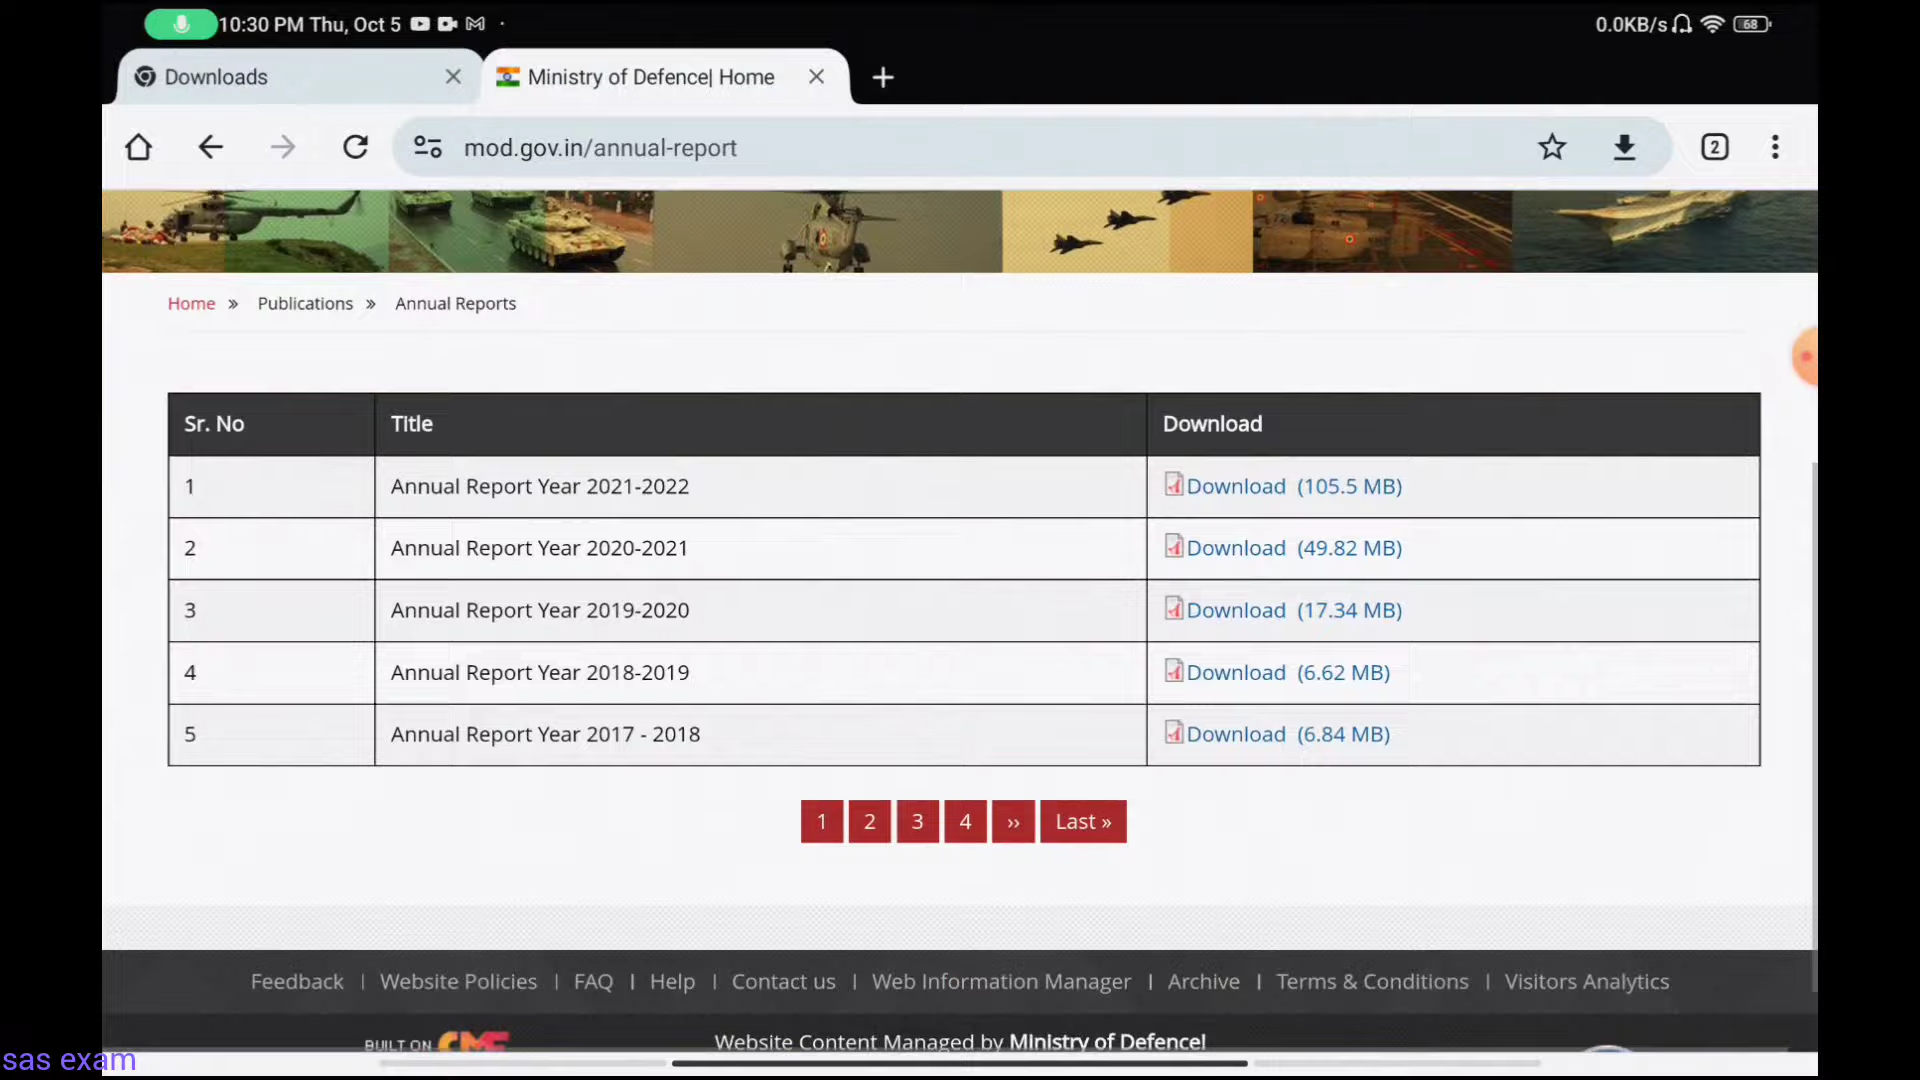 10:30 PM Thu, Oct 5
0.0KB/s 68
Downloads
Ministry of Defence| Home
mod.gov.in/annual-report
2
Home » Publications » Annual Reports
Sr. No Title Download
1 Annual Report Year 2021-2022 Download (105.5 MB)
2 Annual Report Year 2020-2021 Download (49.82 MB)
3 Annual Report Year 2019-2020 Download (17.34 MB)
4 Annual Report Year 2018-2019 Download (6.62 MB)
5 Annual Report Year 2017 - 2018 Download (6.84 MB)
1 2 3 4 ›› Last »
Feedback | Website Policies | FAQ | Help | Contact us | Web Information Manager | Archive | Terms & Conditions | Visitors Analytics
BUILT ON CMF
Website Content Managed by Ministry of Defence!
sas exam